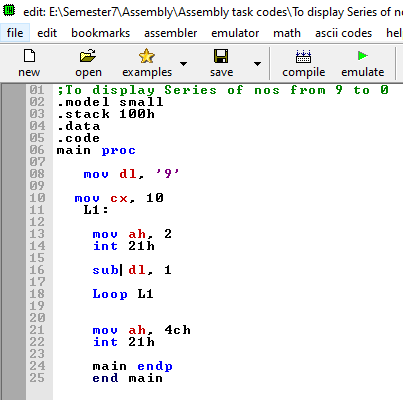 edit: E:\Semester7\Assembly\Assembly task codes\To display Series of no
file edit bookmarks assembler emulator math ascii codes hel
new open examples save compile emulate
01 ;To display Series of nos from 9 to 0
02 .model small
03 .stack 100h
04 .data
05 .code
06 main proc
07
08 mov dl, '9'
09
10 mov cx, 10
11 L1:
12
13 mov ah, 2
14 int 21h
15
16 sub dl, 1
17
18 Loop L1
19
20
21 mov ah, 4ch
22 int 21h
23
24 main endp
25 end main